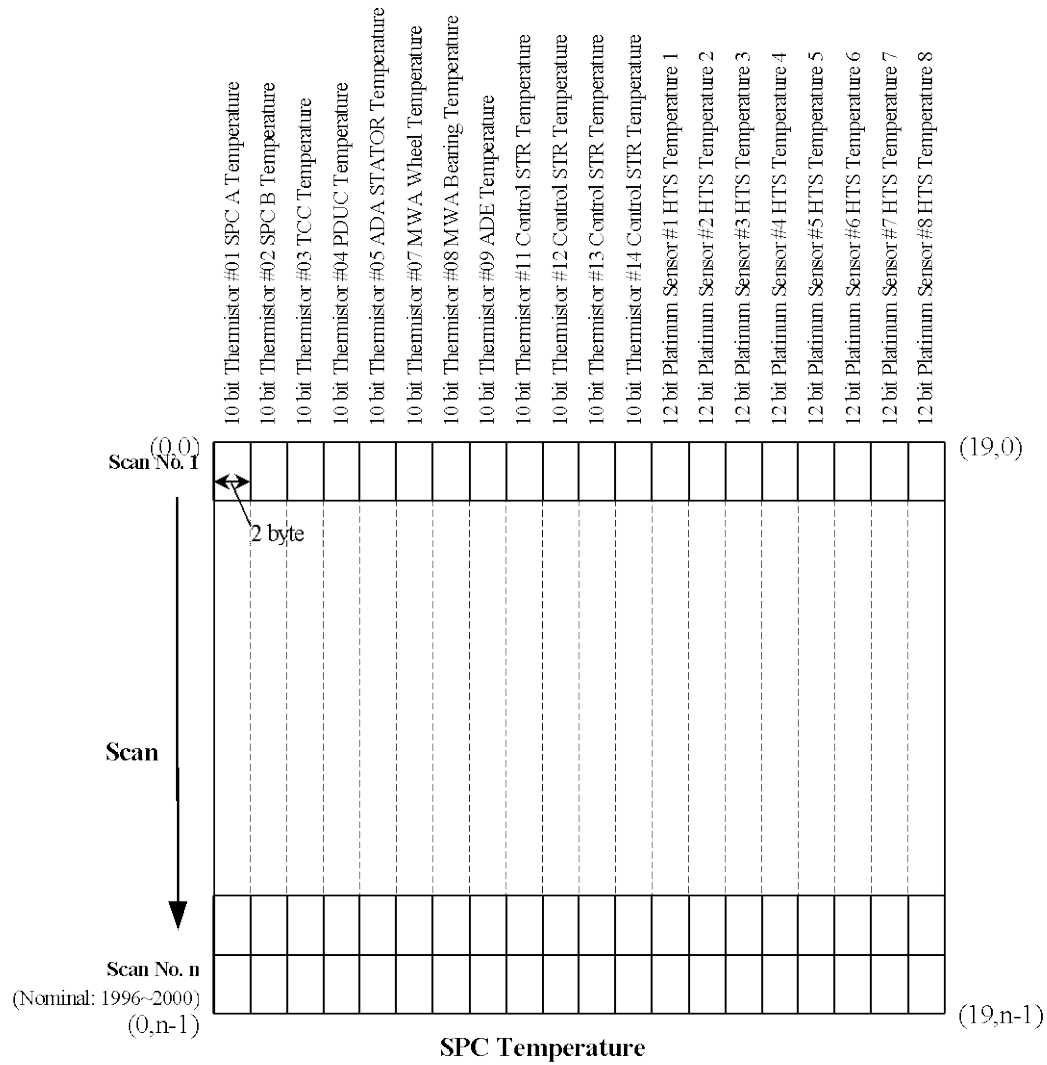 10 bit Thermistor #01 SPC A Temperature
10 bit Thermistor #02 SPC B Temperature
10 bit Thermistor #03 TCC Temperature
10 bit Thermistor #04 PDUC Temperature
10 bit Thermistor #05 ADA STATOR Temperature
10 bit Thermistor #07 MWA Wheel Temperature
10 bit Thermistor #08 MWA Bearing Temperature
10 bit Thermistor #09 ADE Temperature
10 bit Thermistor #11 Control STR Temperature
10 bit Thermistor #12 Control STR Temperature
10 bit Thermistor #13 Control STR Temperature
10 bit Thermistor #14 Control STR Temperature
12 bit Platinum Sensor #1 HTS Temperature 1
12 bit Platinum Sensor #2 HTS Temperature 2
12 bit Platinum Sensor #3 HTS Temperature 3
12 bit Platinum Sensor #4 HTS Temperature 4
12 bit Platinum Sensor #5 HTS Temperature 5
12 bit Platinum Sensor #6 HTS Temperature 6
12 bit Platinum Sensor #7 HTS Temperature 7
12 bit Platinum Sensor #8 HTS Temperature 8
(0,0)
(19,0)
Scan No. 1
2 byte
Scan
Scan No. n
(Nominal: 1996~2000)
(0,n-1)
(19,n-1)
SPC Temperature